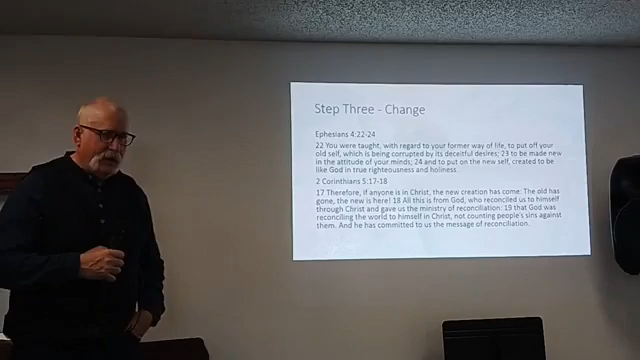 Step Three - Change
Ephesians 4:22-24
22 You were taught, with regard to your former way of life, to put off your
old self, which is being corrupted by its deceitful desires; 23 to be made new
in the attitude of your minds; 24 and to put on the new self, created to be
like God in true righteousness and holiness.
2 Corinthians 5:17-18
17 Therefore, if anyone is in Christ, the new creation has come: The old has
gone, the new is here! 18 All this is from God, who reconciled us to himself
through Christ and gave us the ministry of reconciliation: 19 that God was
reconciling the world to himself in Christ, not counting people's sins against
them. And he has committed to us the message of reconciliation.